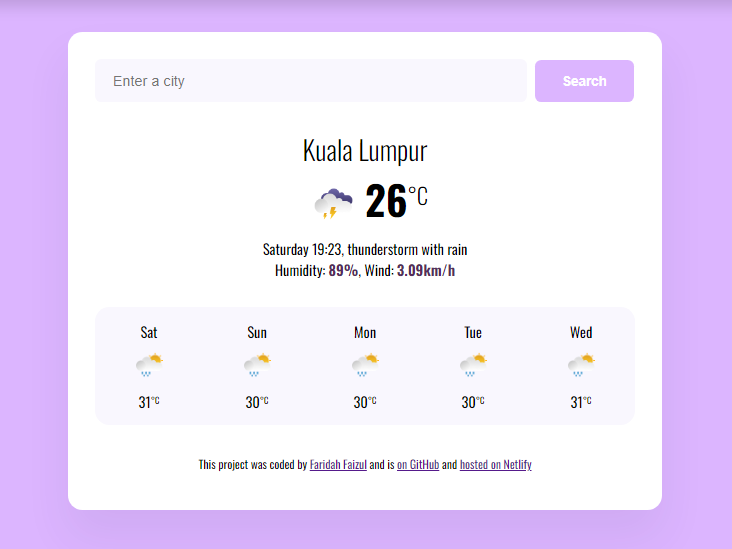 Enter a city
Search
Kuala Lumpur
26°C
Saturday 19:23, thunderstorm with rain
Humidity: 89%, Wind: 3.09km/h
Sat Sun Mon Tue Wed
31°C 30°C 30°C 30°C 31°C
This project was coded by Faridah Faizul and is on GitHub and hosted on Netlify